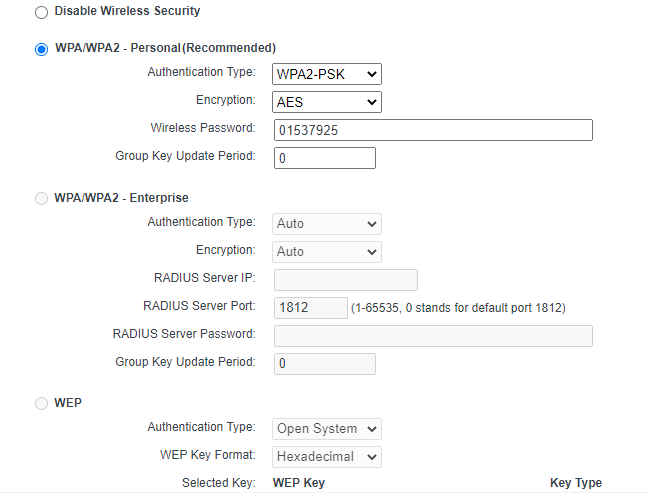 Disable Wireless Security
WPA/WPA2 - Personal(Recommended)
Authentication Type: WPA2-PSK
Encryption: AES
Wireless Password: 01537925
Group Key Update Period: 0
WPA/WPA2 - Enterprise
Authentication Type: Auto
Encryption: Auto
RADIUS Server IP:
RADIUS Server Port: 1812 (1-65535, 0 stands for default port 1812)
RADIUS Server Password:
Group Key Update Period: 0
WEP
Authentication Type: Open System
WEP Key Format: Hexadecimal
Selected Key: WEP Key Key Type